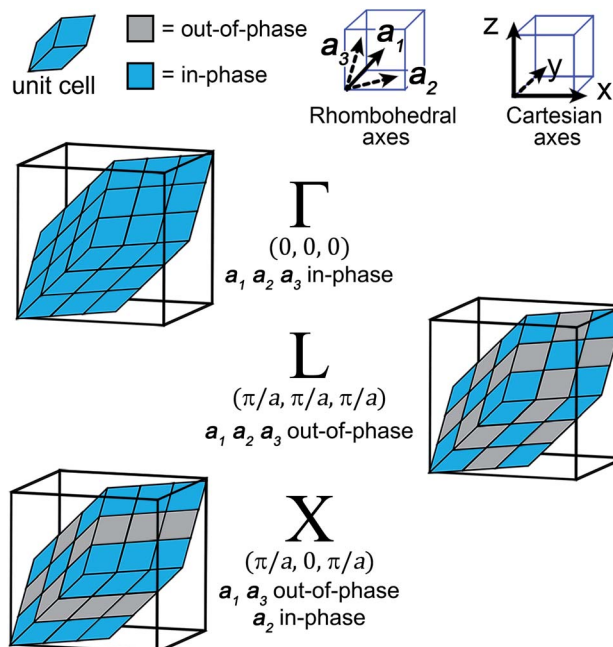 unit cell
= out-of-phase
= in-phase
a₁
a₃
a₂
Rhombohedral
axes
z
y
x
Cartesian
axes
Γ
(0, 0, 0)
a₁ a₂ a₃ in-phase
L
(π/a, π/a, π/a)
a₁ a₂ a₃ out-of-phase
X
(π/a, 0, π/a)
a₁ a₃ out-of-phase
a₂ in-phase